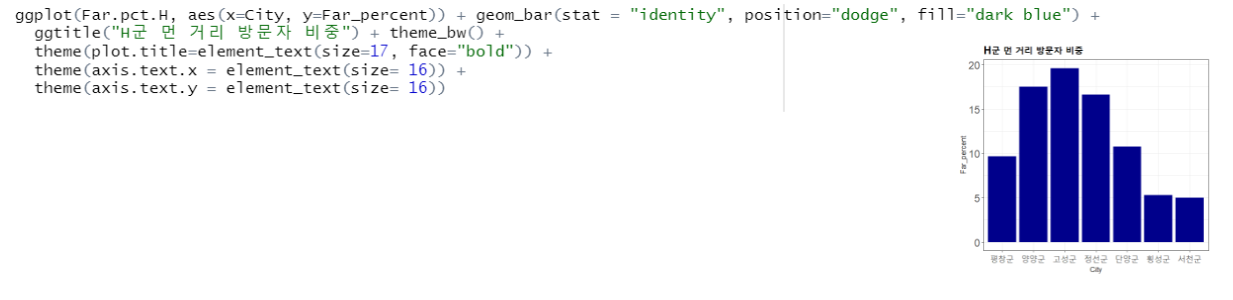 ggplot(Far.pct.H, aes(x=City, y=Far_percent)) + geom_bar(stat = "identity", position="dodge", fill="dark blue") +
ggtitle("H군 먼 거리 방문자 비중") + theme_bw() +
theme(plot.title=element_text(size=17, face="bold")) +
theme(axis.text.x = element_text(size= 16)) +
theme(axis.text.y = element_text(size= 16))
H군 먼 거리 방문자 비중
20
15
10
5
0
Far_percent
평창군 양양군 고성군 정선군 단양군 횡성군 서천군
City